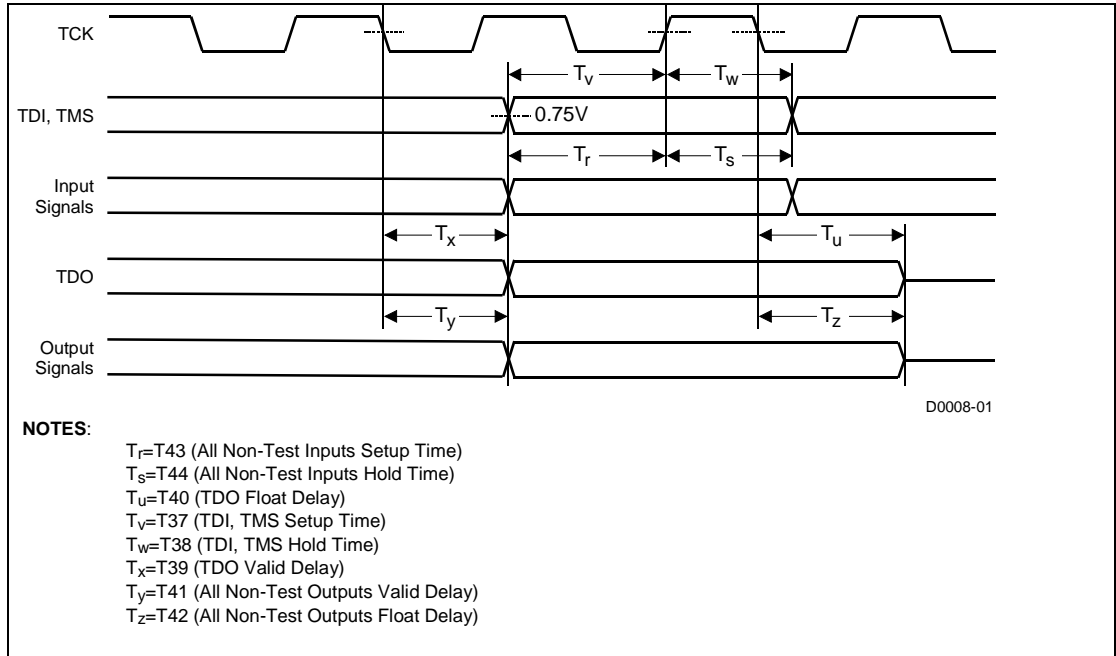 TCK
Tv
Tw
TDI, TMS
0.75V
Tr
Ts
Input
Signals
Tx
Tu
TDO
Ty
Tz
Output
Signals
D0008-01
NOTES:
Tr=T43 (All Non-Test Inputs Setup Time)
Ts=T44 (All Non-Test Inputs Hold Time)
Tu=T40 (TDO Float Delay)
Tv=T37 (TDI, TMS Setup Time)
Tw=T38 (TDI, TMS Hold Time)
Tx=T39 (TDO Valid Delay)
Ty=T41 (All Non-Test Outputs Valid Delay)
Tz=T42 (All Non-Test Outputs Float Delay)